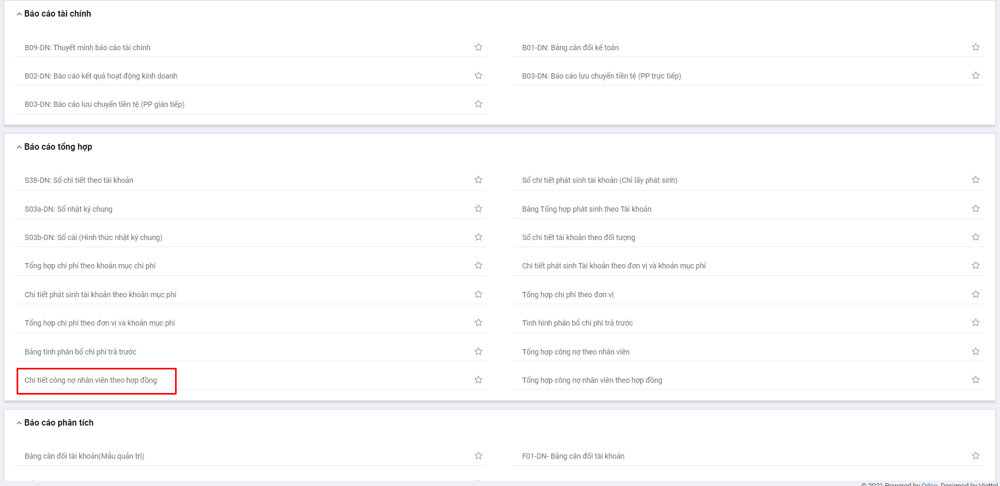 Báo cáo tài chính
B09-DN: Thuyết minh báo cáo tài chính
B01-DN: Bảng cân đối kế toán
B02-DN: Báo cáo kết quả hoạt động kinh doanh
B03-DN: Báo cáo lưu chuyển tiền tệ (PP trực tiếp)
B03-DN: Báo cáo lưu chuyển tiền tệ (PP gián tiếp)
Báo cáo tổng hợp
S38-DN: Sổ chi tiết theo tài khoản
Sổ chi tiết phát sinh tài khoản (Chỉ lấy phát sinh)
S03a-DN: Sổ nhật ký chung
Bảng Tổng hợp phát sinh theo Tài khoản
S03b-DN: Sổ cái (Hình thức nhật ký chung)
Sổ chi tiết tài khoản theo đối tượng
Tổng hợp chi phí theo khoản mục chi phí
Chi tiết phát sinh Tài khoản theo đơn vị và khoản mục phí
Chi tiết phát sinh tài khoản theo khoản mục phí
Tổng hợp chi phí theo đơn vị
Tổng hợp chi phí theo đơn vị và khoản mục phí
Tình hình phân bổ chi phí trả trước
Bảng tính phân bổ chi phí trả trước
Tổng hợp công nợ theo nhân viên
Chi tiết công nợ nhân viên theo hợp đồng
Tổng hợp công nợ nhân viên theo hợp đồng
Báo cáo phân tích
Bảng cân đối tài khoản(Mẫu quản trị)
F01-DN- Bảng cân đối tài khoản
© 2021 Powered by Odoo. Designed by Viettel